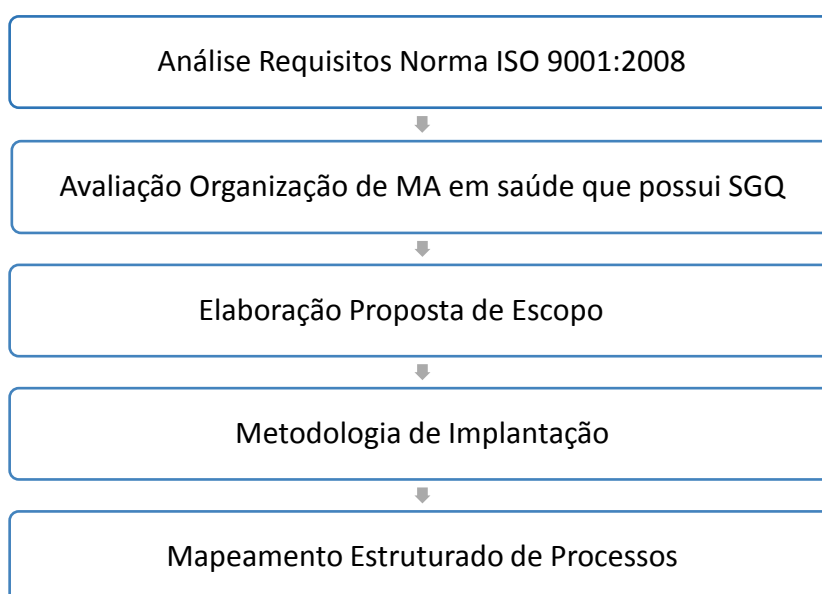 Análise Requisitos Norma ISO 9001:2008
Avaliação Organização de MA em saúde que possui SGQ
Elaboração Proposta de Escopo
Metodologia de Implantação
Mapeamento Estruturado de Processos